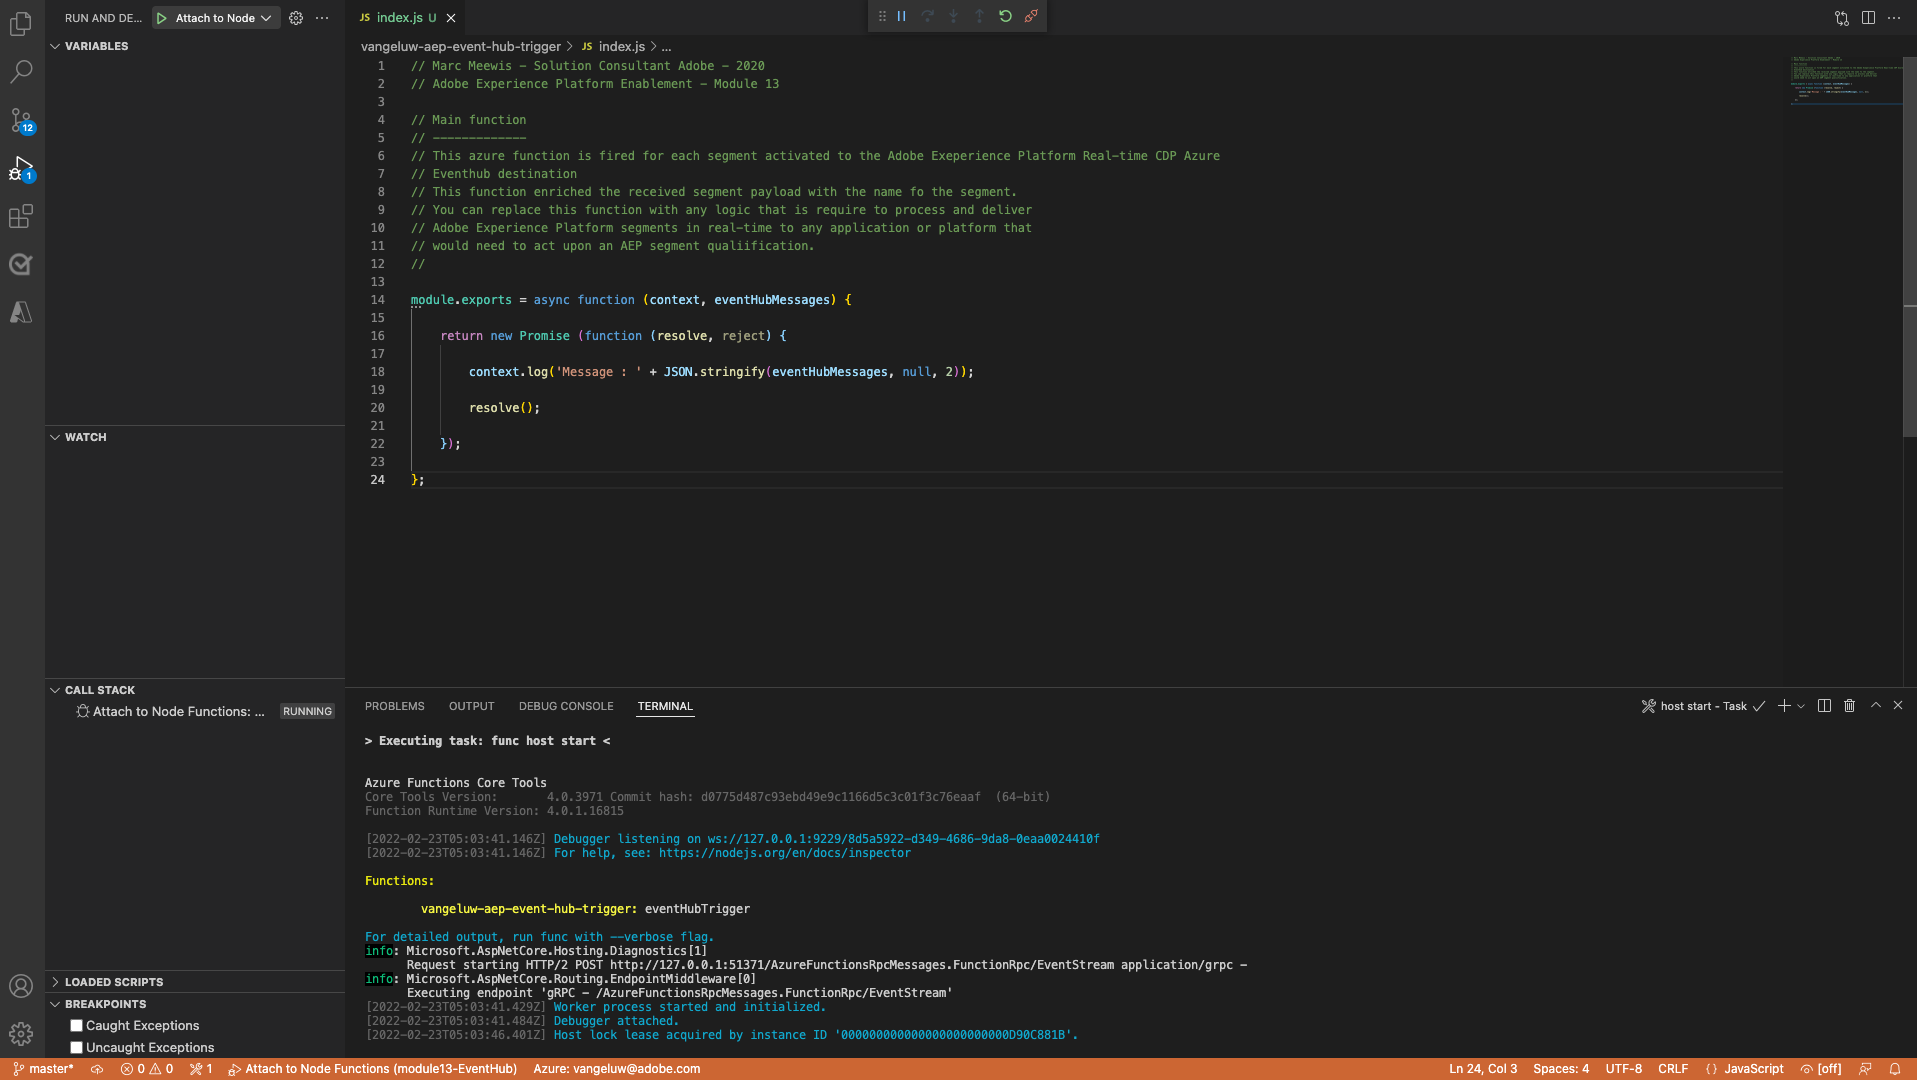 RUN AND DE... Attach to Node
JS index.js U
VARIABLES
vangeluw-aep-event-hub-trigger > JS index.js > ...
1 // Marc Meewis - Solution Consultant Adobe - 2020
2 // Adobe Experience Platform Enablement - Module 13
3
4 // Main function
5 // -------------
6 // This azure function is fired for each segment activated to the Adobe Exeperience Platform Real-time CDP Azure
7 // Eventhub destination
8 // This function enriched the received segment payload with the name fo the segment.
9 // You can replace this function with any logic that is require to process and deliver
10 // Adobe Experience Platform segments in real-time to any application or platform that
11 // would need to act upon an AEP segment qualiification.
12 //
13
14 module.exports = async function (context, eventHubMessages) {
15
16 return new Promise (function (resolve, reject) {
17
18 context.log('Message : ' + JSON.stringify(eventHubMessages, null, 2));
19
20 resolve();
21
22 });
23
24 };
12
1
WATCH
CALL STACK
Attach to Node Functions: ... RUNNING
LOADED SCRIPTS
BREAKPOINTS
Caught Exceptions
Uncaught Exceptions
PROBLEMS OUTPUT DEBUG CONSOLE TERMINAL
host start - Task
> Executing task: func host start <
Azure Functions Core Tools
Core Tools Version: 4.0.3971 Commit hash: d0775d487c93ebd49e9c1166d5c3c01f3c76eaaf (64-bit)
Function Runtime Version: 4.0.1.16815
[2022-02-23T05:03:41.146Z] Debugger listening on ws://127.0.0.1:9229/8d5a5922-d349-4686-9da8-0eaa0024410f
[2022-02-23T05:03:41.146Z] For help, see: https://nodejs.org/en/docs/inspector
Functions:
vangeluw-aep-event-hub-trigger: eventHubTrigger
For detailed output, run func with --verbose flag.
info: Microsoft.AspNetCore.Hosting.Diagnostics[1]
Request starting HTTP/2 POST http://127.0.0.1:51371/AzureFunctionsRpcMessages.FunctionRpc/EventStream application/grpc -
info: Microsoft.AspNetCore.Routing.EndpointMiddleware[0]
Executing endpoint 'gRPC - /AzureFunctionsRpcMessages.FunctionRpc/EventStream'
[2022-02-23T05:03:41.429Z] Worker process started and initialized.
[2022-02-23T05:03:41.484Z] Debugger attached.
[2022-02-23T05:03:46.401Z] Host lock lease acquired by instance ID '000000000000000000000000D90C881B'.
master* 0 0 1 Attach to Node Functions (module13-EventHub) Azure: vangeluw@adobe.com
Ln 24, Col 3 Spaces: 4 UTF-8 CRLF {} JavaScript [off]